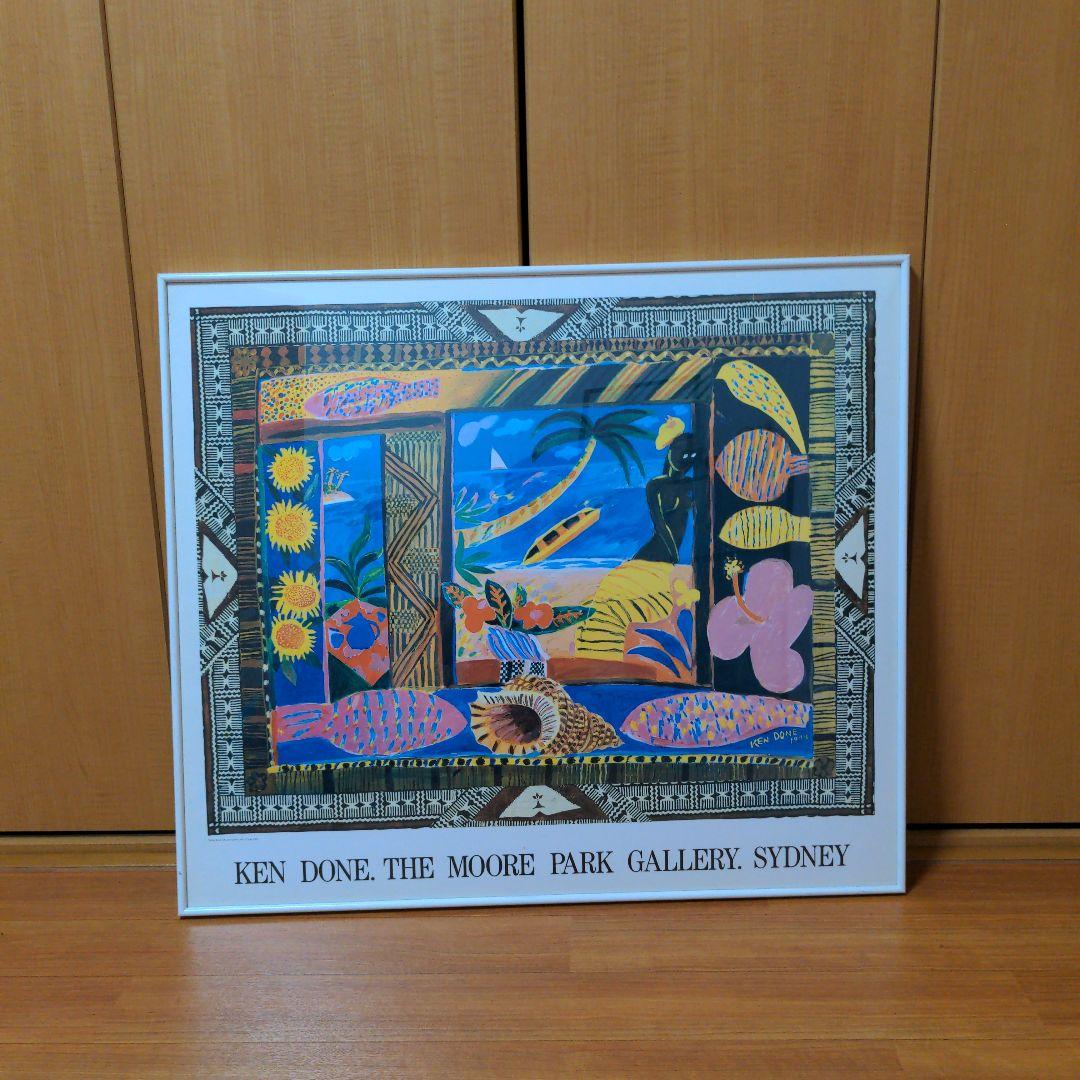 KEN DONE
KEN DONE. THE MOORE PARK GALLERY. SYDNEY